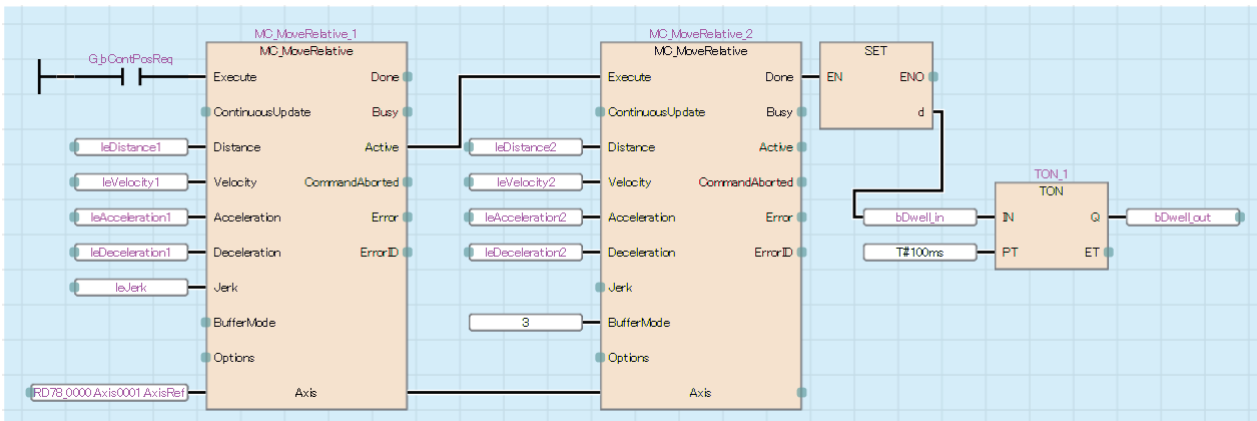 MC_MoveRelative_1
MC_MoveRelative_2
G_bContPosReq
MC_MoveRelative
MC_MoveRelative
SET
Execute Done
Execute Done
EN ENO
ContinuousUpdate Busy
ContinuousUpdate Busy
d
leDistance1 Distance Active
leDistance2 Distance Active
TON_1
leVelocity1 Velocity CommandAborted
leVelocity2 Velocity CommandAborted
TON
leAcceleration1 Acceleration Error
leAcceleration2 Acceleration Error
bDwell_in IN Q bDwell_out
leDeceleration1 Deceleration ErrorID
leDeceleration2 Deceleration ErrorID
T#100ms PT ET
leJerk Jerk
Jerk
BufferMode
3 BufferMode
Options
Options
RD78_0000.Axis0001.AxisRef Axis
Axis